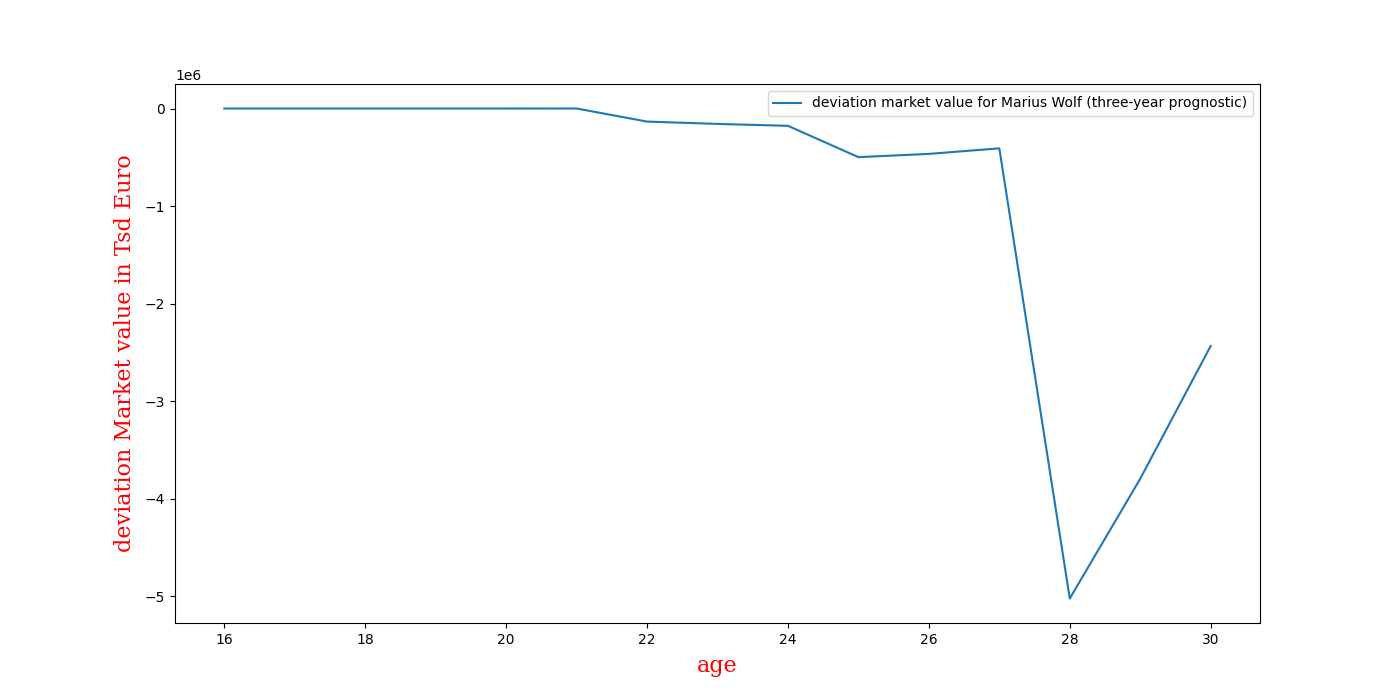 1e6
deviation market value for Marius Wolf (three-year prognostic)
0
−1
−2
−3
−4
−5
deviation Market value in Tsd Euro
16 18 20 22 24 26 28 30
age